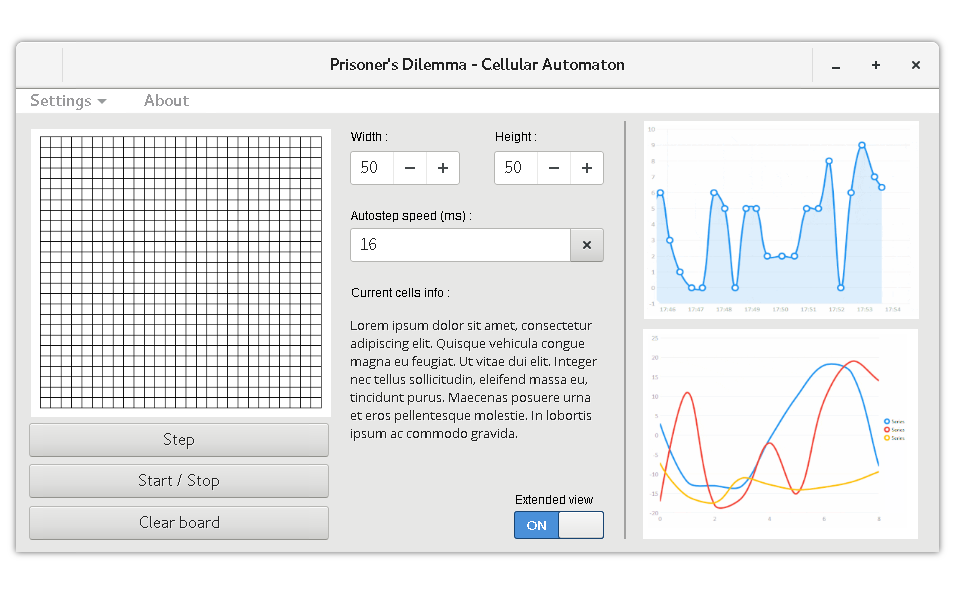 Prisoner's Dilemma - Cellular Automaton
Settings About
Width :
Height :
50
50
Autostep speed (ms) :
16
Current cells info :
Lorem ipsum dolor sit amet, consectetur
adipiscing elit. Quisque vehicula congue
magna eu feugiat. Ut vitae dui elit. Integer
nec tellus sollicitudin, eleifend massa eu,
tincidunt purus. Maecenas posuere urna
et eros pellentesque molestie. In lobortis
ipsum ac commodo gravida.
Step
Start / Stop
Clear board
Extended view
ON
10
9
8
7
6
5
4
3
2
1
0
-1
17:46 17:47 17:48 17:49 17:50 17:51 17:52 17:53 17:54
25
20
15
10
5
0
-5
-10
-15
-20
0 2 4 6 8
Series
Series
Series